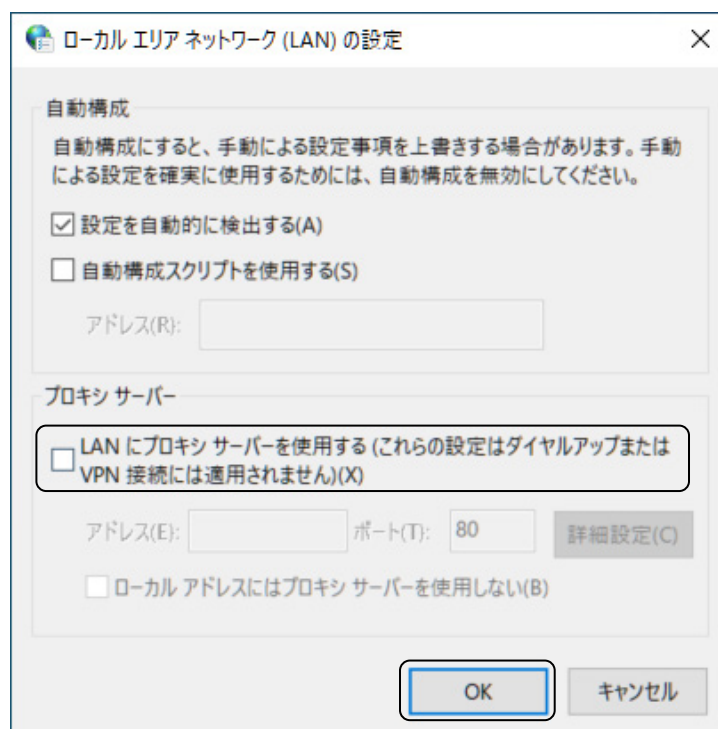 ローカル エリア ネットワーク (LAN) の設定
自動構成
自動構成にすると、手動による設定事項を上書きする場合があります。手動
による設定を確実に使用するためには、自動構成を無効にしてください。
設定を自動的に検出する(A)
自動構成スクリプトを使用する(S)
アドレス(R):
プロキシ サーバー
LAN にプロキシ サーバーを使用する (これらの設定はダイヤルアップまたは
VPN 接続には適用されません)(X)
アドレス(E): ポート(T): 80 詳細設定(C)
ローカル アドレスにはプロキシ サーバーを使用しない(B)
OK キャンセル